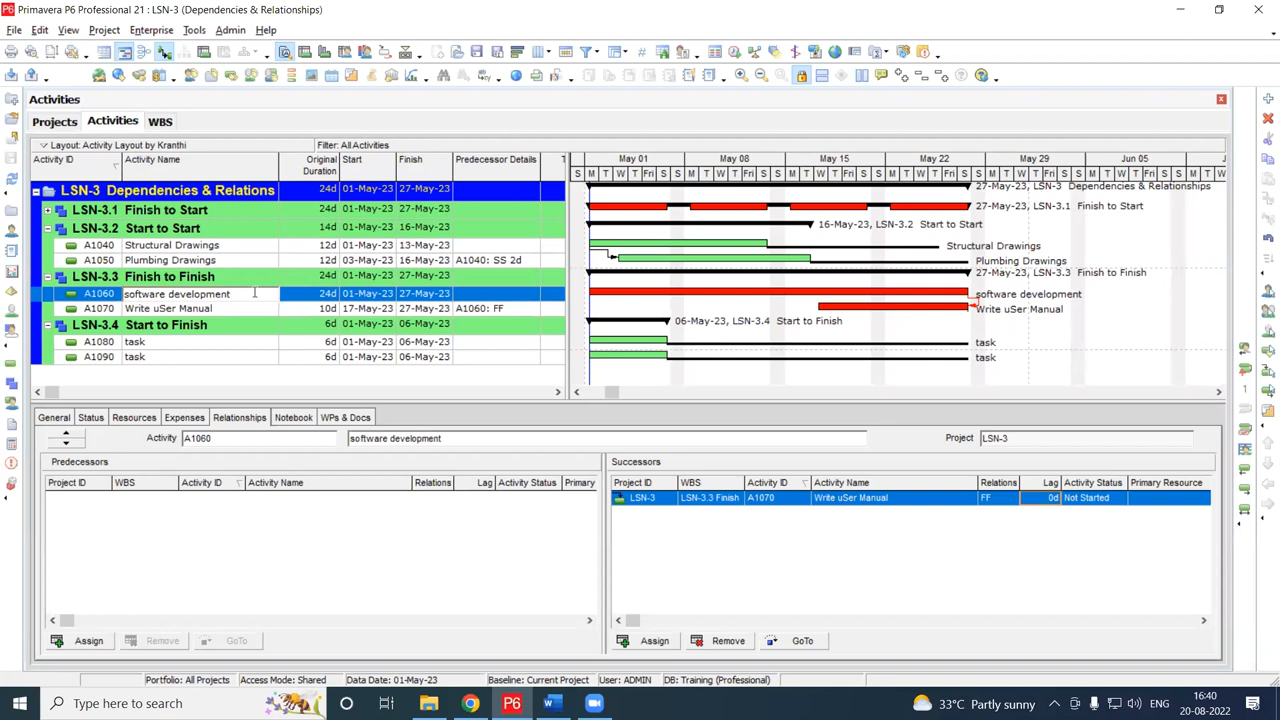 Primavera P6 Professional 21 : LSN-3 (Dependencies & Relationships)
File Edit View Project Enterprise Tools Admin Help
Activities
Projects Activities WBS
Layout: Activity Layout by Kranthi Filter: All Activities
Activity ID Activity Name Original Duration Start Finish Predecessor Details T
May 01 May 08 May 15 May 22 May 29 Jun 05 Jun
S M T W T Fri S S M T W T Fri S S M T W T Fri S S M T W T Fri S S M T W T Fri S S M T W T Fri S S M T W
LSN-3 Dependencies & Relations 24d 01-May-23 27-May-23 27-May-23, LSN-3 Dependencies & Relationships
LSN-3.1 Finish to Start 24d 01-May-23 27-May-23 27-May-23, LSN-3.1 Finish to Start
LSN-3.2 Start to Start 14d 01-May-23 16-May-23 16-May-23, LSN-3.2 Start to Start
A1040 Structural Drawings 12d 01-May-23 13-May-23 Structural Drawings
A1050 Plumbing Drawings 12d 03-May-23 16-May-23 A1040: SS 2d Plumbing Drawings
LSN-3.3 Finish to Finish 24d 01-May-23 27-May-23 27-May-23, LSN-3.3 Finish to Finish
A1060 software development 24d 01-May-23 27-May-23 software development
A1070 Write uSer Manual 10d 17-May-23 27-May-23 A1060: FF Write uSer Manual
LSN-3.4 Start to Finish 6d 01-May-23 06-May-23 06-May-23, LSN-3.4 Start to Finish
A1080 task 6d 01-May-23 06-May-23 task
A1090 task 6d 01-May-23 06-May-23 task
General Status Resources Expenses Relationships Notebook WPs & Docs
Activity A1060 software development Project LSN-3
Predecessors Successors
Project ID WBS Activity ID Activity Name Relations Lag Activity Status Primary
Project ID WBS Activity ID Activity Name Relations Lag Activity Status Primary Resource
LSN-3 LSN-3.3 Finish A1070 Write uSer Manual FF 0d Not Started
Assign Remove GoTo Assign Remove GoTo
Portfolio: All Projects Access Mode: Shared Data Date: 01-May-23 Baseline: Current Project User: ADMIN DB: Training (Professional)
Type here to search
33°C Partly sunny ENG 16:40
20-08-2022